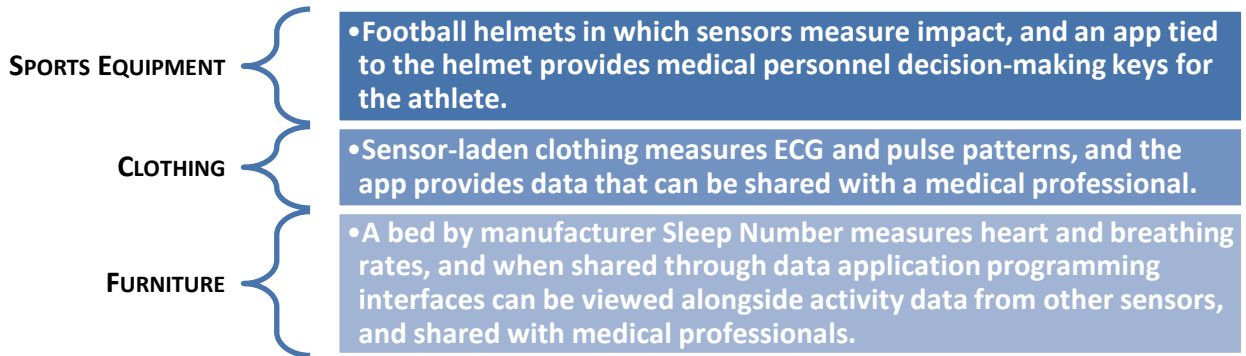 SPORTS EQUIPMENT
•Football helmets in which sensors measure impact, and an app tied
to the helmet provides medical personnel decision-making keys for
the athlete.
CLOTHING
•Sensor-laden clothing measures ECG and pulse patterns, and the
app provides data that can be shared with a medical professional.
FURNITURE
•A bed by manufacturer Sleep Number measures heart and breathing
rates, and when shared through data application programming
interfaces can be viewed alongside activity data from other sensors,
and shared with medical professionals.